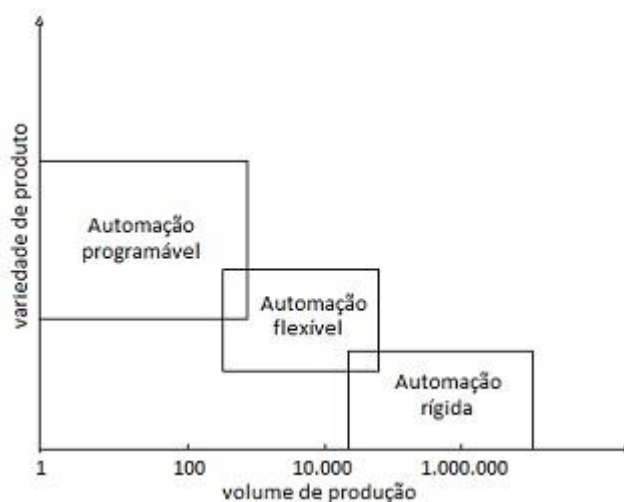 variedade de produto
Automação
programável
Automação
flexível
Automação
rígida
1
100
10.000
1.000.000
volume de produção